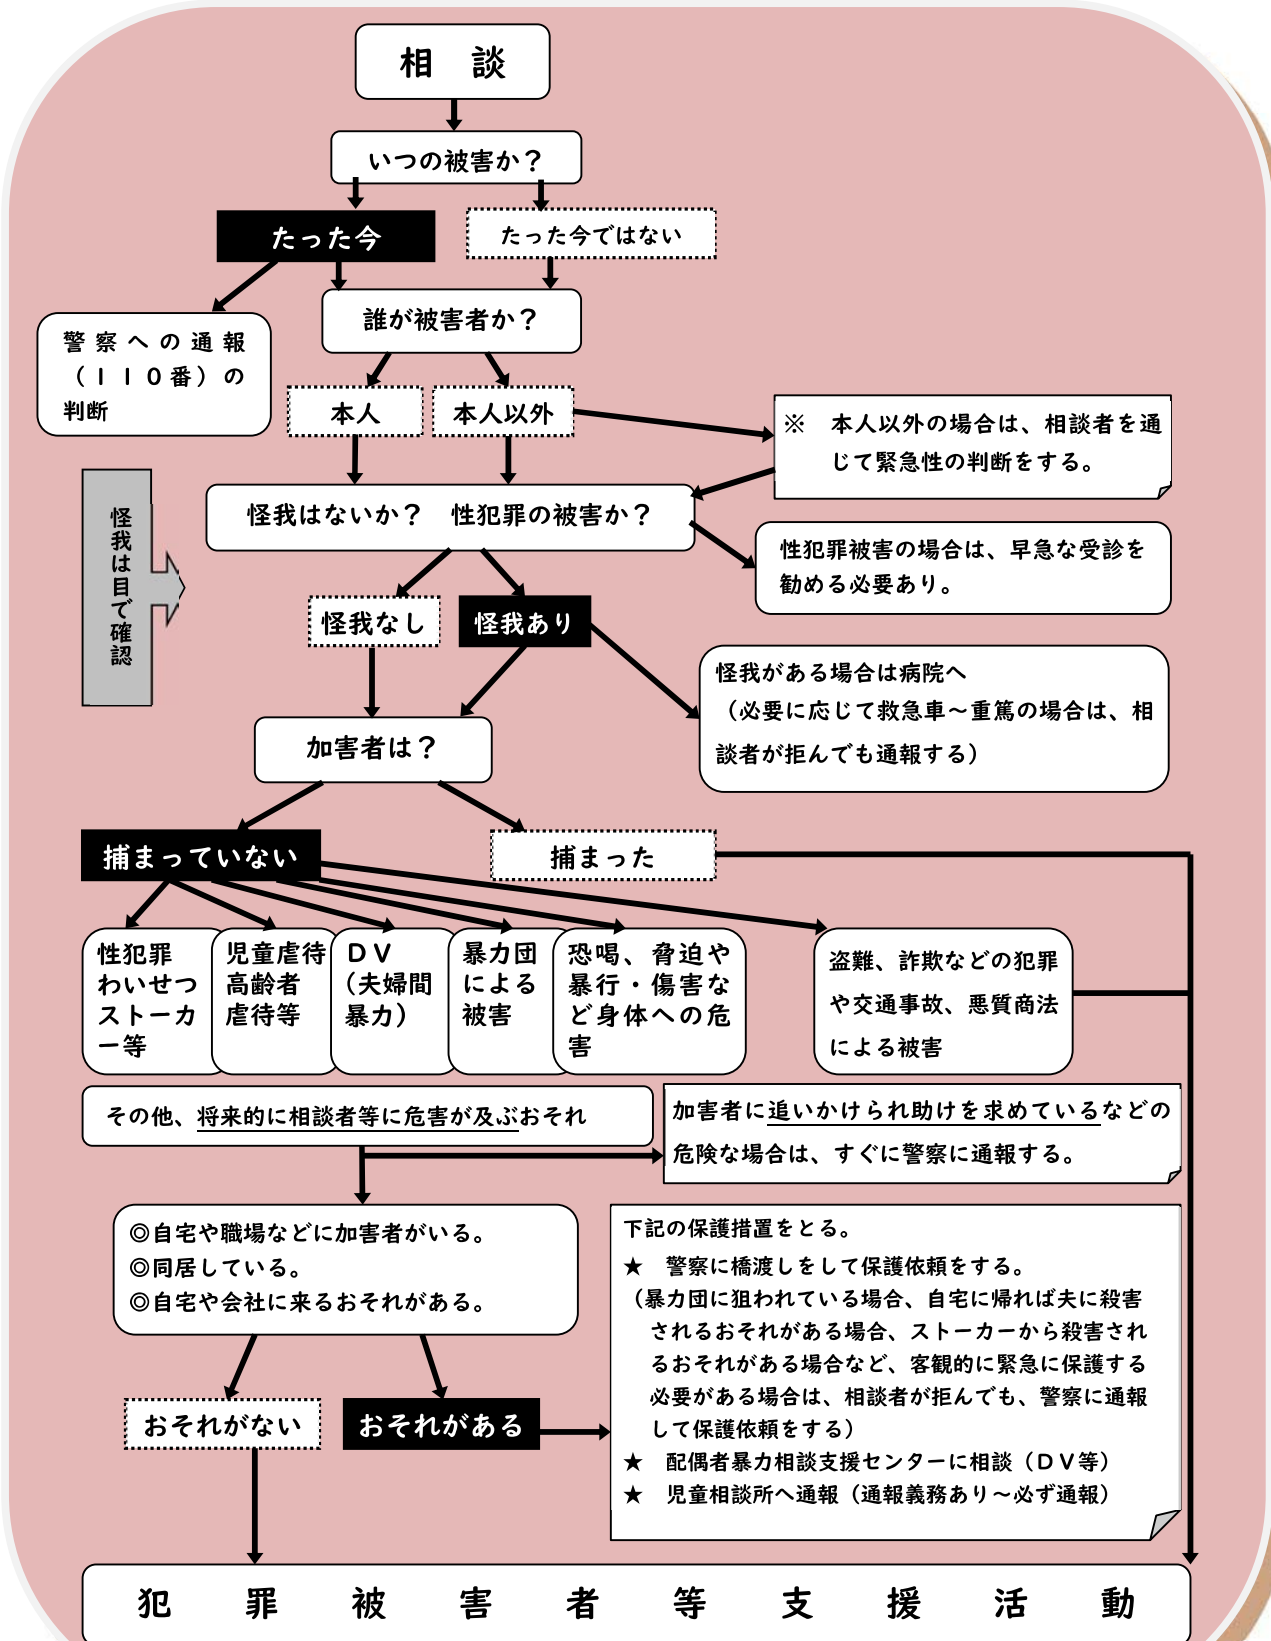 相　談
いつの被害か？
たった今
たった今ではない
誰が被害者か？
警察への通報
（１１０番）の
判断
本人
本人以外
※　本人以外の場合は、相談者を通
じて緊急性の判断をする。
怪我は目で確認
怪我はないか？　性犯罪の被害か？
性犯罪被害の場合は、早急な受診を
勧める必要あり。
怪我なし
怪我あり
怪我がある場合は病院へ
（必要に応じて救急車～重篤の場合は、相
談者が拒んでも通報する）
加害者は？
捕まっていない
捕まった
性犯罪
わいせつ
ストーカ
ー等
児童虐待
高齢者
虐待等
ＤＶ
（夫婦間
暴力）
暴力団
による
被害
恐喝、脅迫や
暴行・傷害な
ど身体への危
害
盗難、詐欺などの犯罪
や交通事故、悪質商法
による被害
その他、将来的に相談者等に危害が及ぶおそれ
加害者に追いかけられ助けを求めているなどの
危険な場合は、すぐに警察に通報する。
◎自宅や職場などに加害者がいる。
◎同居している。
◎自宅や会社に来るおそれがある。
おそれがない
おそれがある
下記の保護措置をとる。
★　警察に橋渡しをして保護依頼をする。
（暴力団に狙われている場合、自宅に帰れば夫に殺害
されるおそれがある場合、ストーカーから殺害され
るおそれがある場合など、客観的に緊急に保護する
必要がある場合は、相談者が拒んでも、警察に通報
して保護依頼をする）
★　配偶者暴力相談支援センターに相談（ＤＶ等）
★　児童相談所へ通報（通報義務あり～必ず通報）
犯罪被害者等支援活動